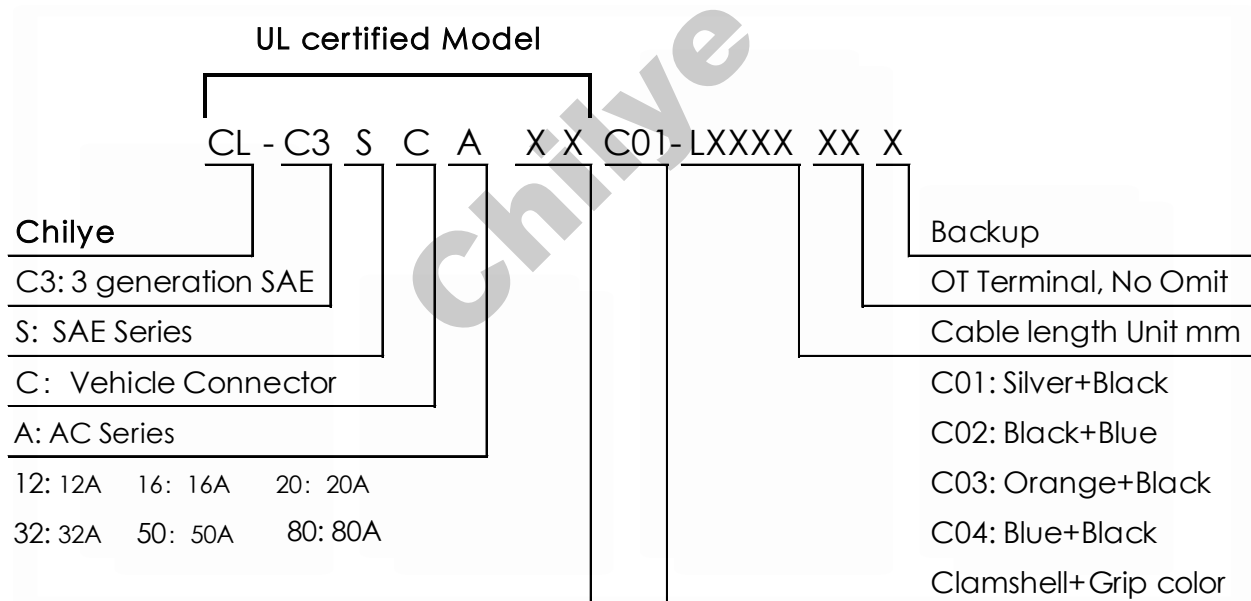 UL certified Model
CL - C3 S C A X X C01- LXXXX XX X
Chilye
Backup
C3: 3 generation SAE
OT Terminal, No Omit
S: SAE Series
Cable length Unit mm
C: Vehicle Connector
C01: Silver+Black
A: AC Series
C02: Black+Blue
12: 12A 16: 16A 20: 20A
C03: Orange+Black
32: 32A 50: 50A 80: 80A
C04: Blue+Black
Clamshell+Grip color
Chilye